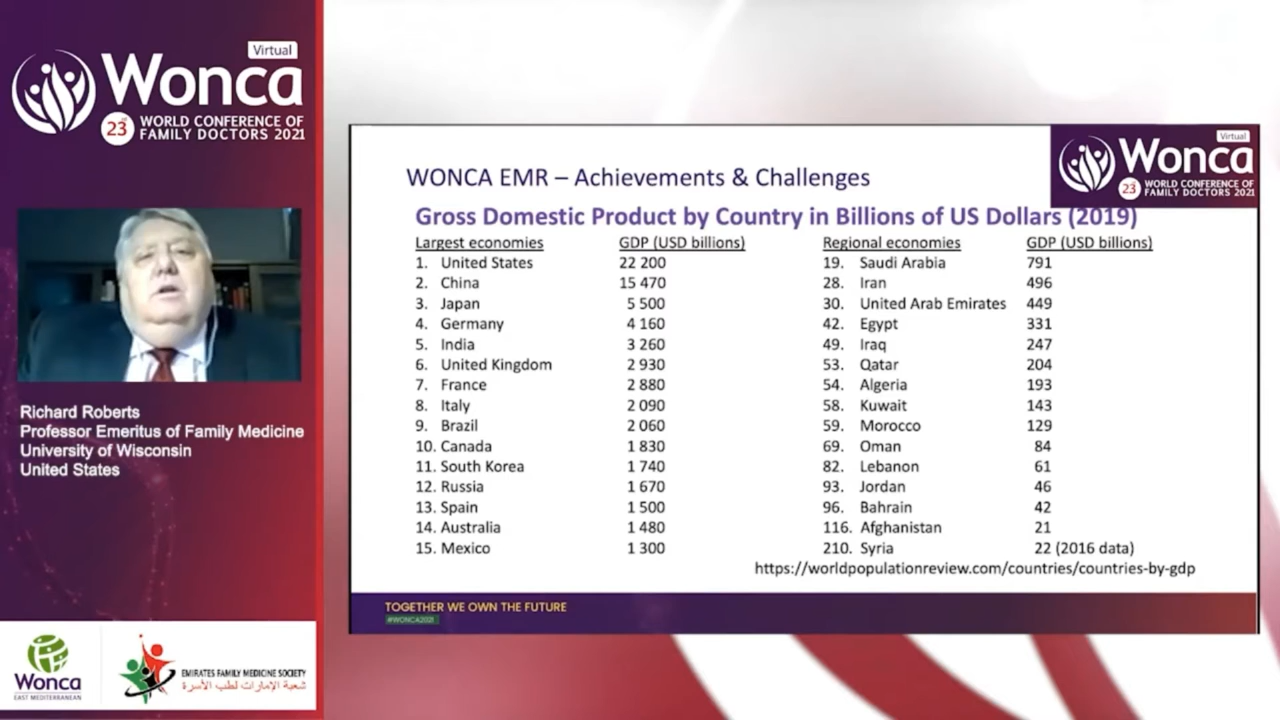 Virtual
Wonca
23rd WORLD CONFERENCE OF
FAMILY DOCTORS 2021
Richard Roberts
Professor Emeritus of Family Medicine
University of Wisconsin
United States
Wonca
EAST MEDITERRANEAN
EMIRATES FAMILY MEDICINE SOCIETY
شعبة الإمارات لطب الأسرة
Virtual
Wonca
23 WORLD CONFERENCE OF
FAMILY DOCTORS 2021
WONCA EMR – Achievements & Challenges
Gross Domestic Product by Country in Billions of US Dollars (2019)
Largest economies GDP (USD billions) Regional economies GDP (USD billions)
1. United States 22 200 19. Saudi Arabia 791
2. China 15 470 28. Iran 496
3. Japan 5 500 30. United Arab Emirates 449
4. Germany 4 160 42. Egypt 331
5. India 3 260 49. Iraq 247
6. United Kingdom 2 930 53. Qatar 204
7. France 2 880 54. Algeria 193
8. Italy 2 090 58. Kuwait 143
9. Brazil 2 060 59. Morocco 129
10. Canada 1 830 69. Oman 84
11. South Korea 1 740 82. Lebanon 61
12. Russia 1 670 93. Jordan 46
13. Spain 1 500 96. Bahrain 42
14. Australia 1 480 116. Afghanistan 21
15. Mexico 1 300 210. Syria 22 (2016 data)
https://worldpopulationreview.com/countries/countries-by-gdp
TOGETHER WE OWN THE FUTURE
#WONCA2021